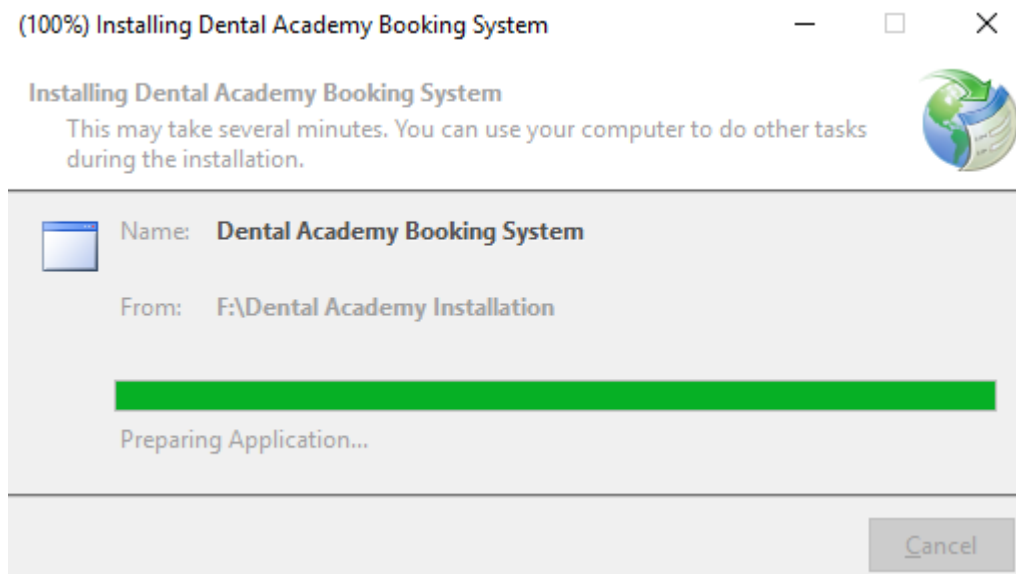 (100%) Installing Dental Academy Booking System
Installing Dental Academy Booking System
This may take several minutes. You can use your computer to do other tasks
during the installation.
Name: Dental Academy Booking System
From: F:\Dental Academy Installation
Preparing Application...
Cancel